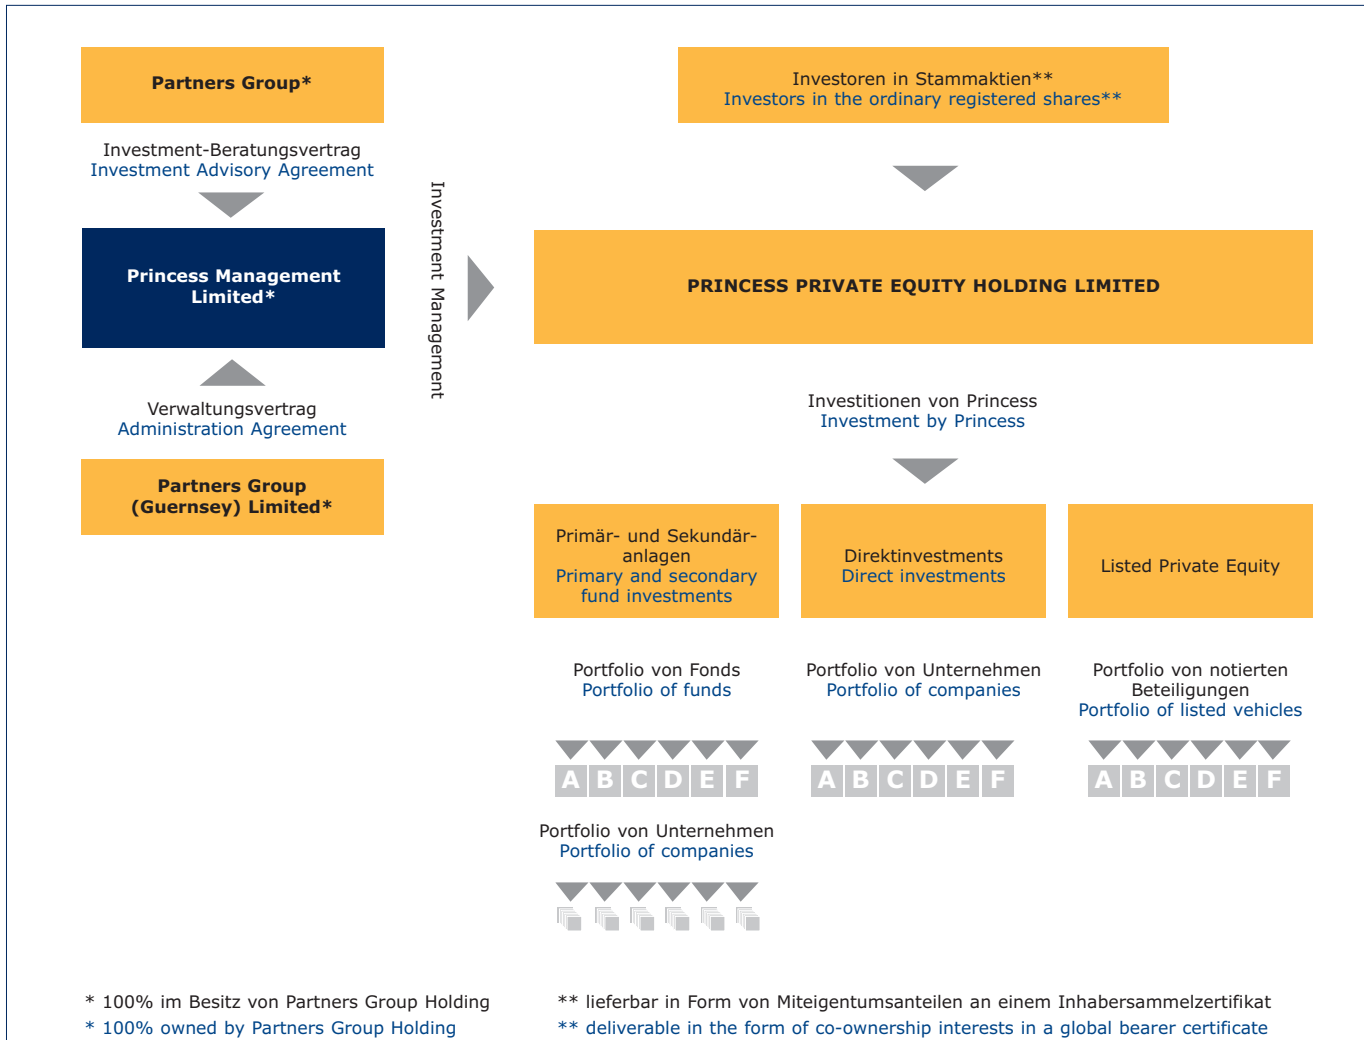 Partners Group*
Investment-Beratungsvertrag
Investment Advisory Agreement
Princess Management
Limited*
Verwaltungsvertrag
Administration Agreement
Partners Group
(Guernsey) Limited*
Investment Management
Investoren in Stammaktien**
Investors in the ordinary registered shares**
PRINCESS PRIVATE EQUITY HOLDING LIMITED
Investitionen von Princess
Investment by Princess
Primär- und Sekundär-
anlagen
Primary and secondary
fund investments
Direktinvestments
Direct investments
Listed Private Equity
Portfolio von Fonds
Portfolio of funds
A B C D E F
Portfolio von Unternehmen
Portfolio of companies
Portfolio von Unternehmen
Portfolio of companies
A B C D E F
Portfolio von notierten
Beteiligungen
Portfolio of listed vehicles
A B C D E F
* 100% im Besitz von Partners Group Holding
* 100% owned by Partners Group Holding
** lieferbar in Form von Miteigentumsanteilen an einem Inhabersammelzertifikat
** deliverable in the form of co-ownership interests in a global bearer certificate